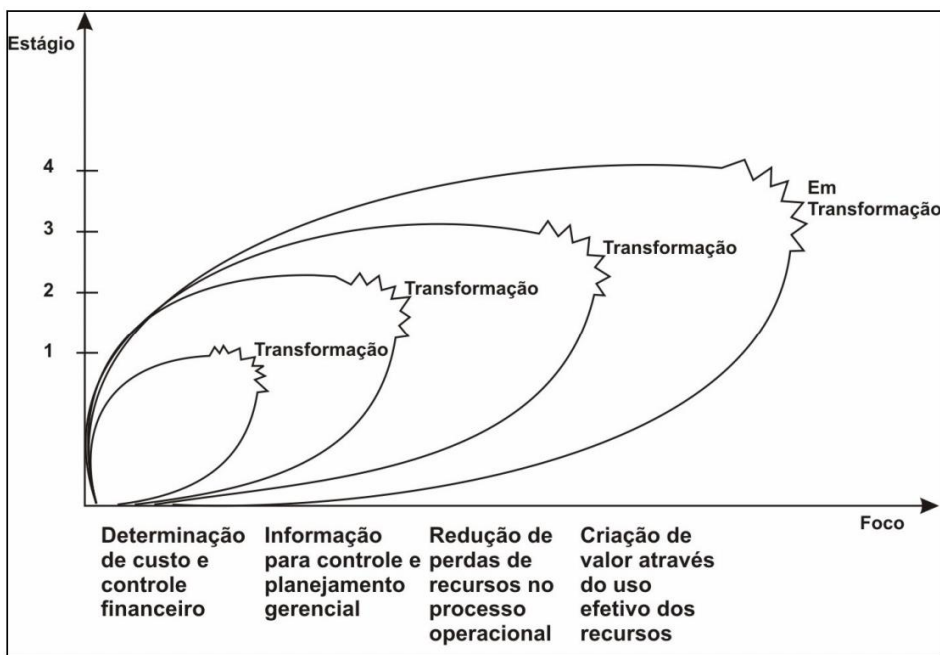 Estágio
4
3
2
1
Em
Transformação
Transformação
Transformação
Transformação
Foco
Determinação
de custo e
controle
financeiro
Informação
para controle e
planejamento
gerencial
Redução de
perdas de
recursos no
processo
operacional
Criação de
valor através
do uso
efetivo dos
recursos